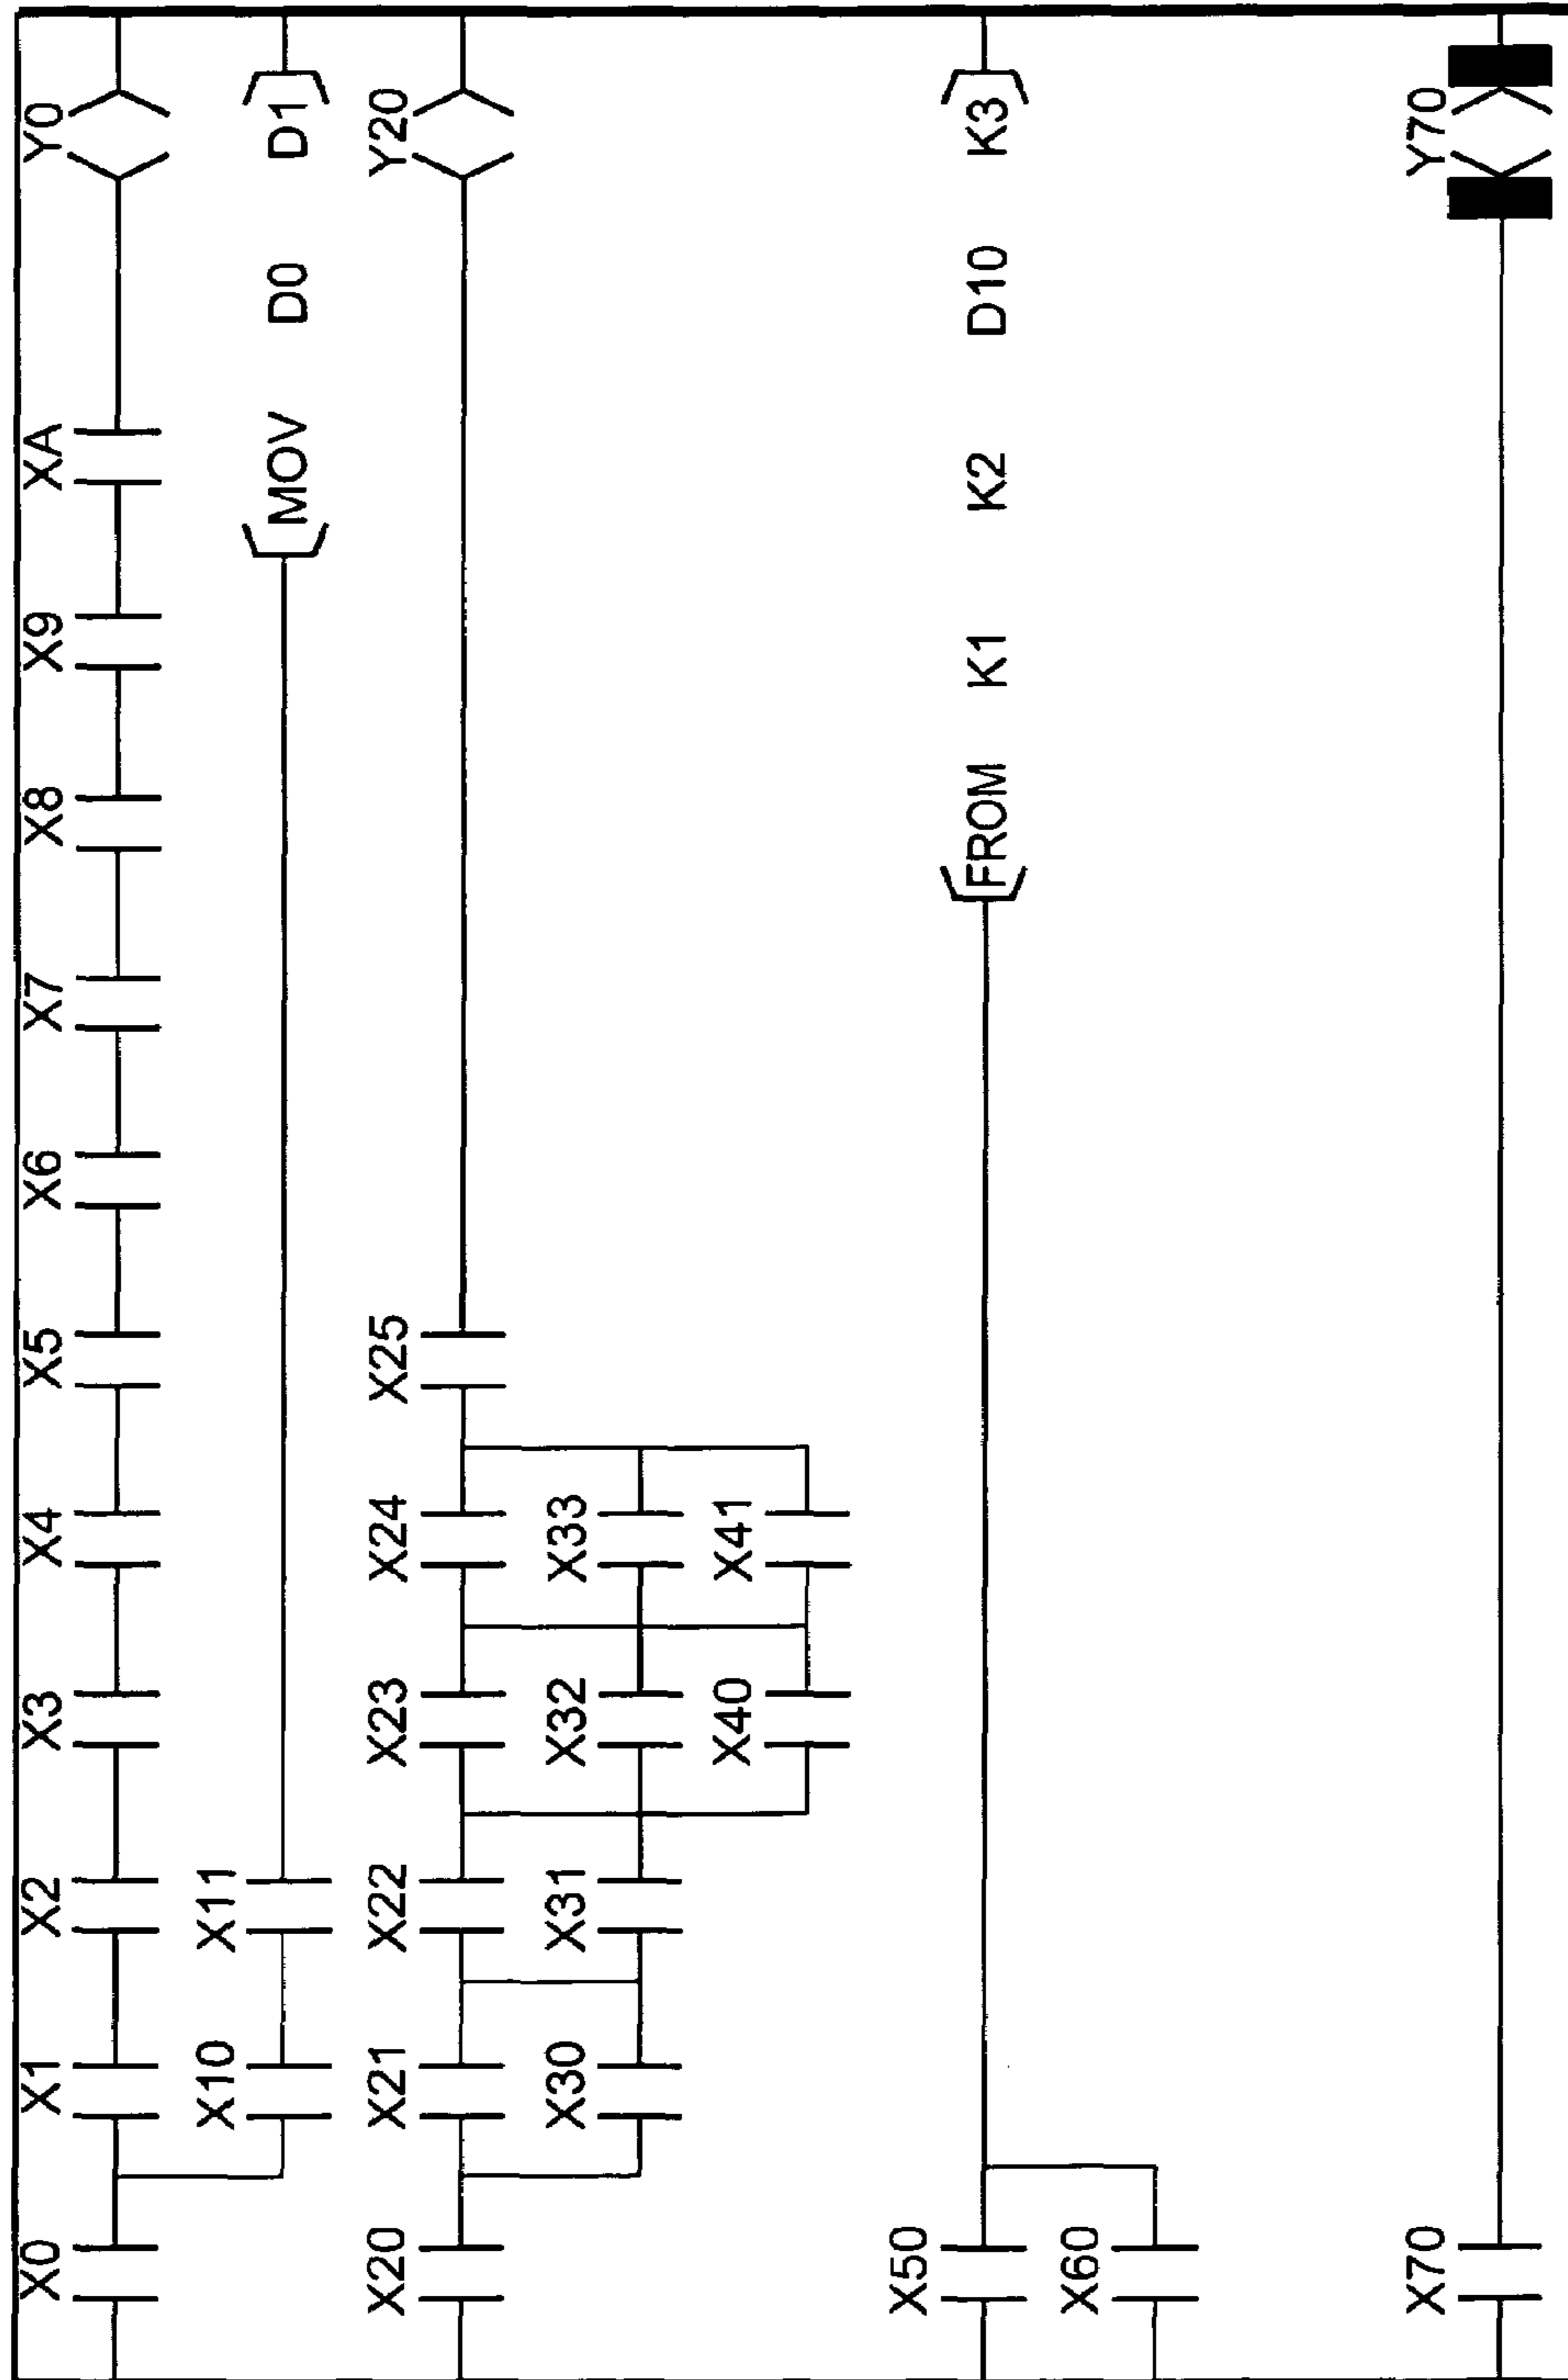 X0 X1 X2 X3 X4 X5 X6 X7 X8 X9 XA Y0
X10 X11 MOV D0 D1
X20 X21 X22 X23 X24 X25 Y20
X30 X31 X32 X33
X40 X41
X50 FROM K1 K2 D10 K3
X60
X70 Y70